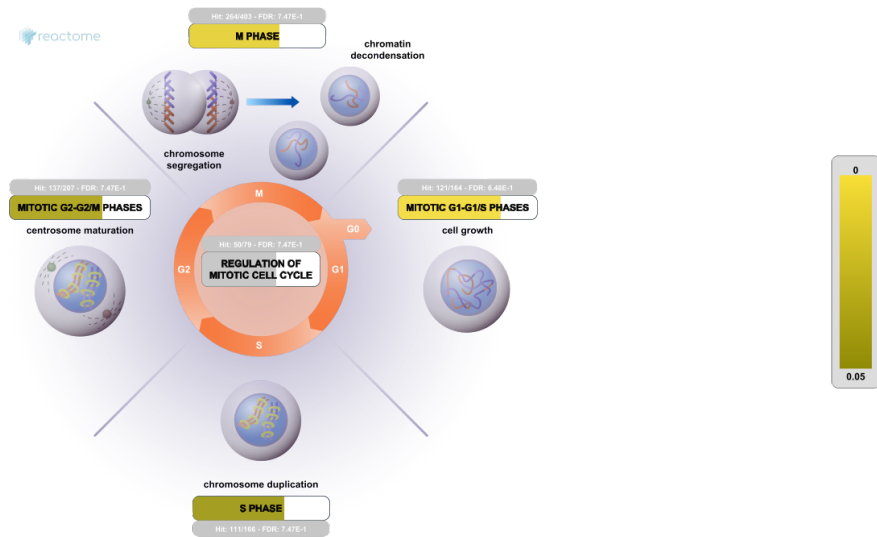 Hit: 264/403 - FDR: 7.47E-1
reactome
M PHASE
chromatin
decondensation
chromosome
segregation
0
Hit: 137/207 - FDR: 7.47E-1
Hit: 121/164 - FDR: 6.48E-1
M
MITOTIC G2-G2/M PHASES
MITOTIC G1-G1/S PHASES
centrosome maturation
G0
cell growth
Hit: 50/79 - FDR: 7.47E-1
G2
REGULATION OF
MITOTIC CELL CYCLE
G1
S
0.05
chromosome duplication
S PHASE
Hit: 111/166 - FDR: 7.47E-1